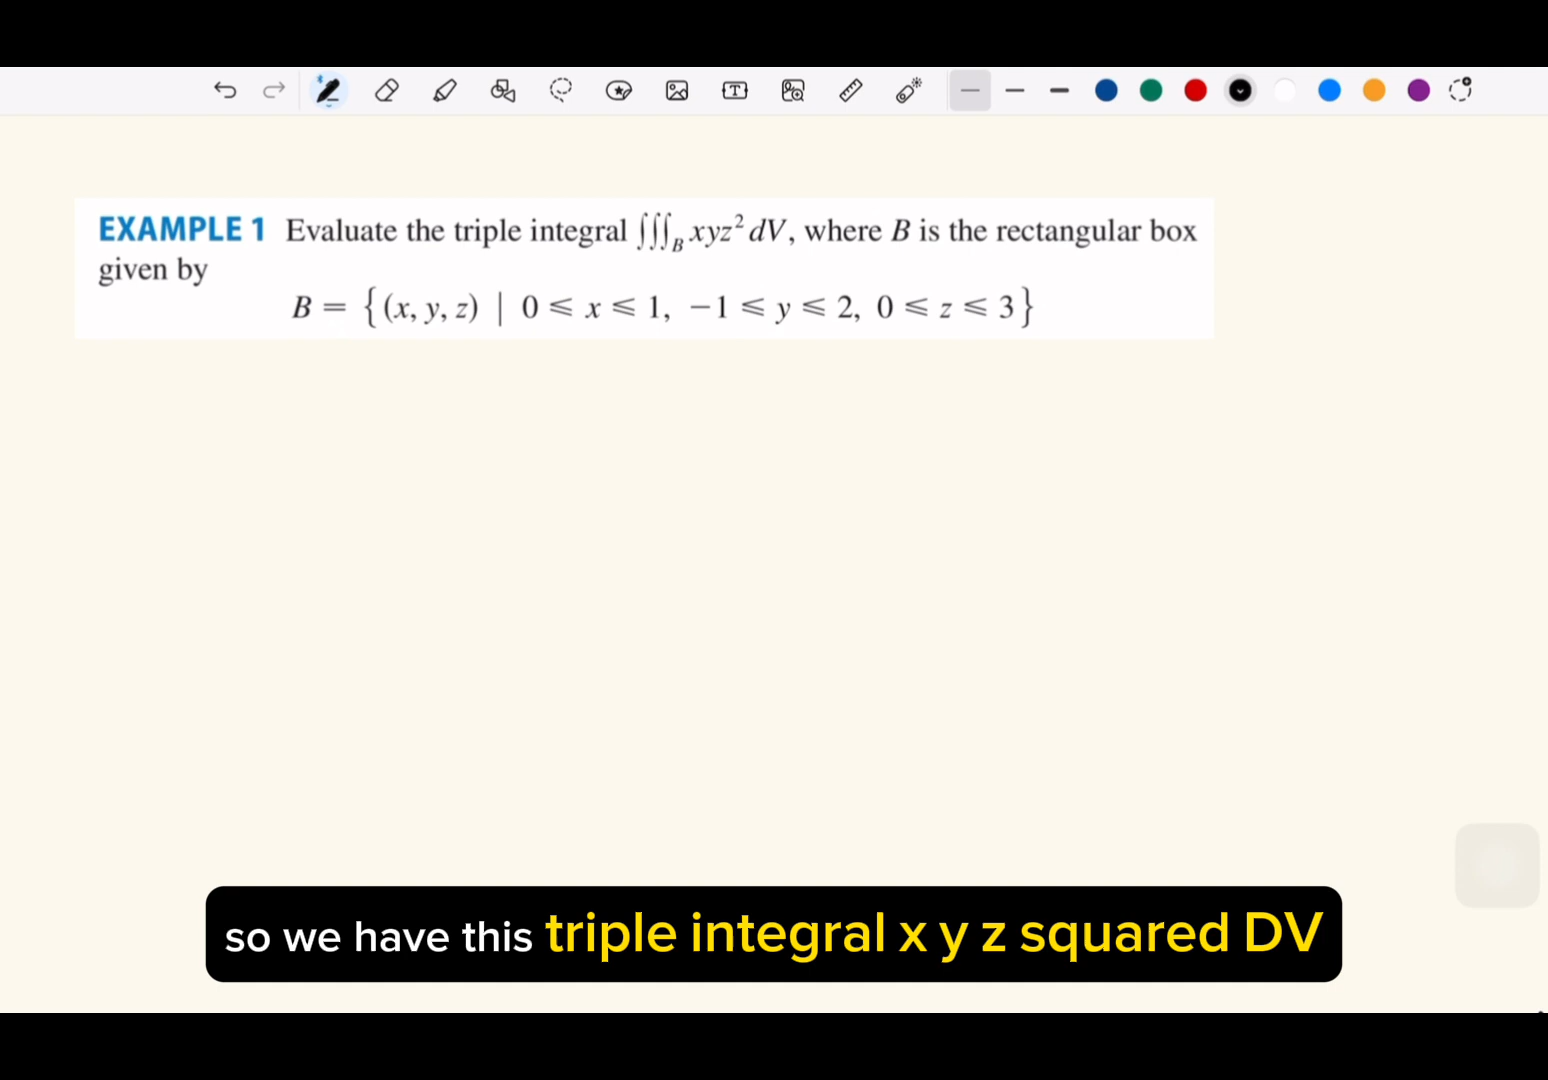 EXAMPLE 1 Evaluate the triple integral ∭_B xyz² dV, where B is the rectangular box
given by
B = {(x, y, z) | 0 ⩽ x ⩽ 1, −1 ⩽ y ⩽ 2, 0 ⩽ z ⩽ 3}
so we have this triple integral x y z squared DV